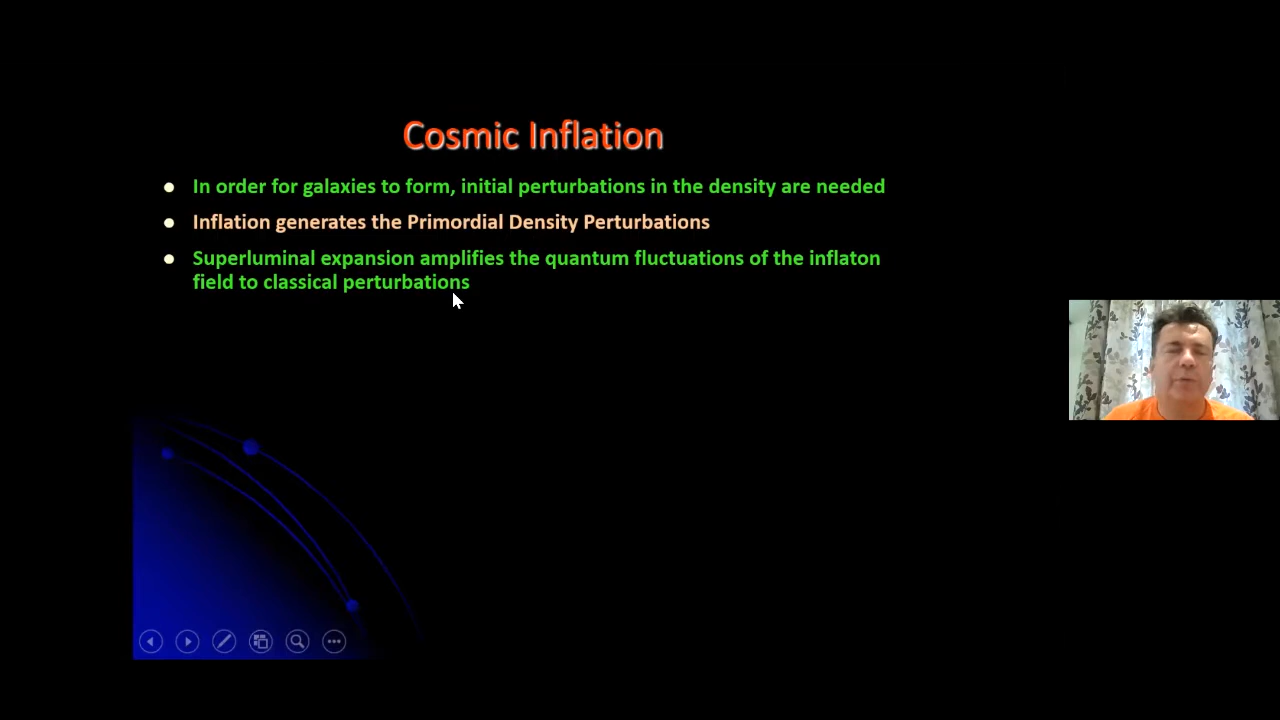 Cosmic Inflation
In order for galaxies to form, initial perturbations in the density are needed
Inflation generates the Primordial Density Perturbations
Superluminal expansion amplifies the quantum fluctuations of the inflaton
field to classical perturbations